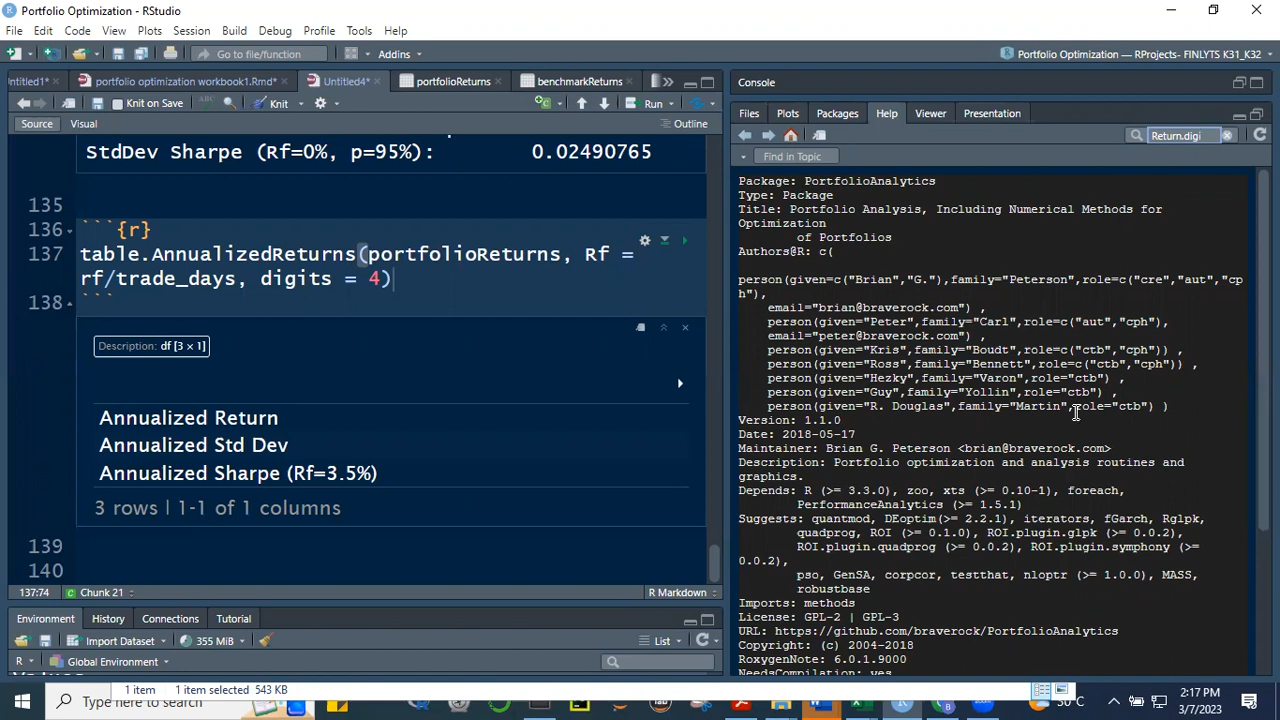 Portfolio Optimization - RStudio
File Edit Code View Plots Session Build Debug Profile Tools Help
Go to file/function Addins Portfolio Optimization — RProjects- FINLYTS K31_K32
Untitled1* portfolio optimization workbook1.Rmd* Untitled4* portfolioReturns benchmarkReturns
Knit on Save Knit Run
Source Visual Outline
StdDev Sharpe (Rf=0%, p=95%): 0.02490765
135
136 ```{r}
137 table.AnnualizedReturns(portfolioReturns, Rf =
rf/trade_days, digits = 4)
138 ```
Description: df [3 × 1]
Annualized Return
Annualized Std Dev
Annualized Sharpe (Rf=3.5%)
3 rows | 1-1 of 1 columns
139
140
137:74 Chunk 21 R Markdown
Environment History Connections Tutorial
Import Dataset 355 MiB List
R Global Environment
Console
Files Plots Packages Help Viewer Presentation
Return.digi
Find in Topic
Package: PortfolioAnalytics
Type: Package
Title: Portfolio Analysis, Including Numerical Methods for
Optimization
of Portfolios
Authors@R: c(
person(given=c("Brian","G."),family="Peterson",role=c("cre","aut","cp
h"),
email="brian@braverock.com") ,
person(given="Peter",family="Carl",role=c("aut","cph"),
email="peter@braverock.com") ,
person(given="Kris",family="Boudt",role=c("ctb","cph")) ,
person(given="Ross",family="Bennett",role=c("ctb","cph")) ,
person(given="Hezky",family="Varon",role="ctb") ,
person(given="Guy",family="Yollin",role="ctb") ,
person(given="R. Douglas",family="Martin",role="ctb") )
Version: 1.1.0
Date: 2018-05-17
Maintainer: Brian G. Peterson <brian@braverock.com>
Description: Portfolio optimization and analysis routines and
graphics.
Depends: R (>= 3.3.0), zoo, xts (>= 0.10-1), foreach,
PerformanceAnalytics (>= 1.5.1)
Suggests: quantmod, DEoptim(>= 2.2.1), iterators, fGarch, Rglpk,
quadprog, ROI (>= 0.1.0), ROI.plugin.glpk (>= 0.0.2),
ROI.plugin.quadprog (>= 0.0.2), ROI.plugin.symphony (>=
0.0.2),
pso, GenSA, corpcor, testthat, nloptr (>= 1.0.0), MASS,
robustbase
Imports: methods
License: GPL-2 | GPL-3
URL: https://github.com/braverock/PortfolioAnalytics
Copyright: (c) 2004-2018
RoxygenNote: 6.0.1.9000
NeedsCompilation: yes
1 item 1 item selected 543 KB
Type here to search
30°C
2:17 PM
3/7/2023